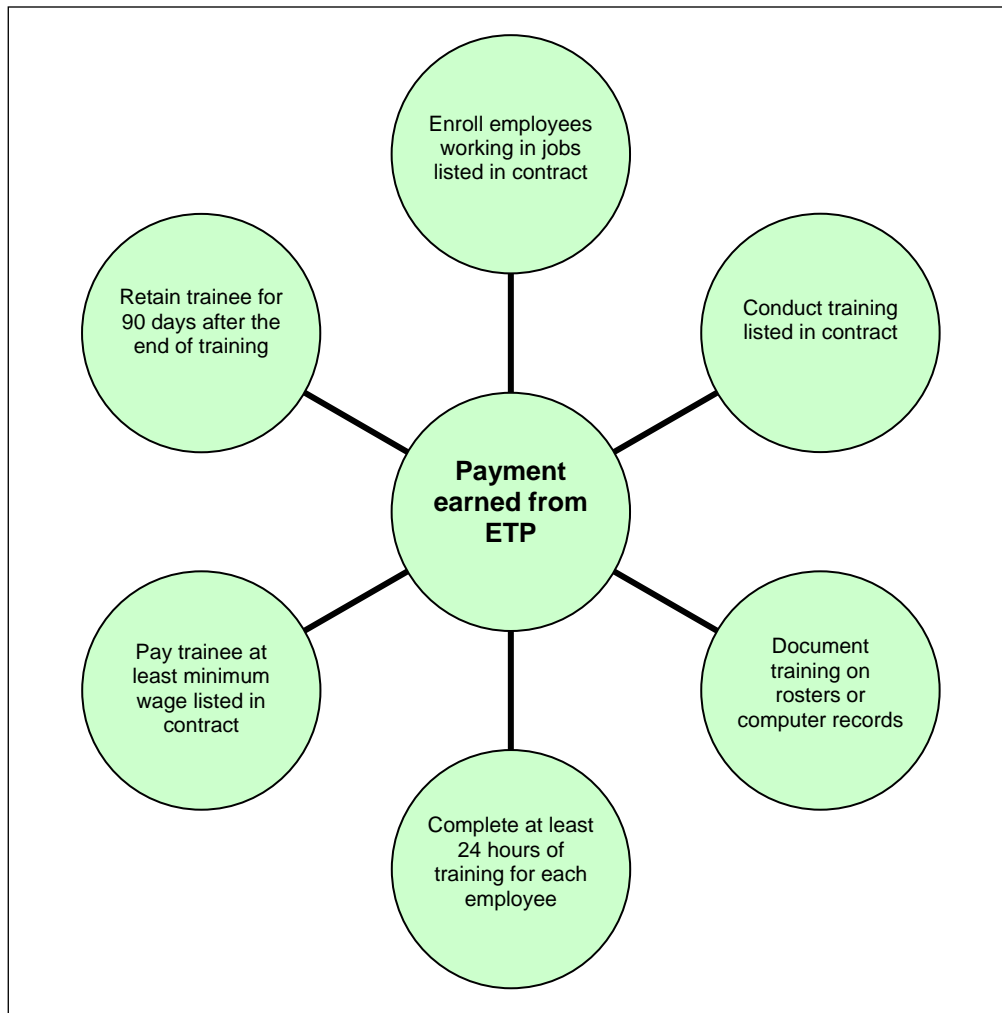 Enroll employees
working in jobs
listed in contract
Conduct training
listed in contract
Document
training on
rosters or
computer records
Complete at least
24 hours of
training for each
employee
Pay trainee at
least minimum
wage listed in
contract
Retain trainee for
90 days after the
end of training
Payment
earned from
ETP